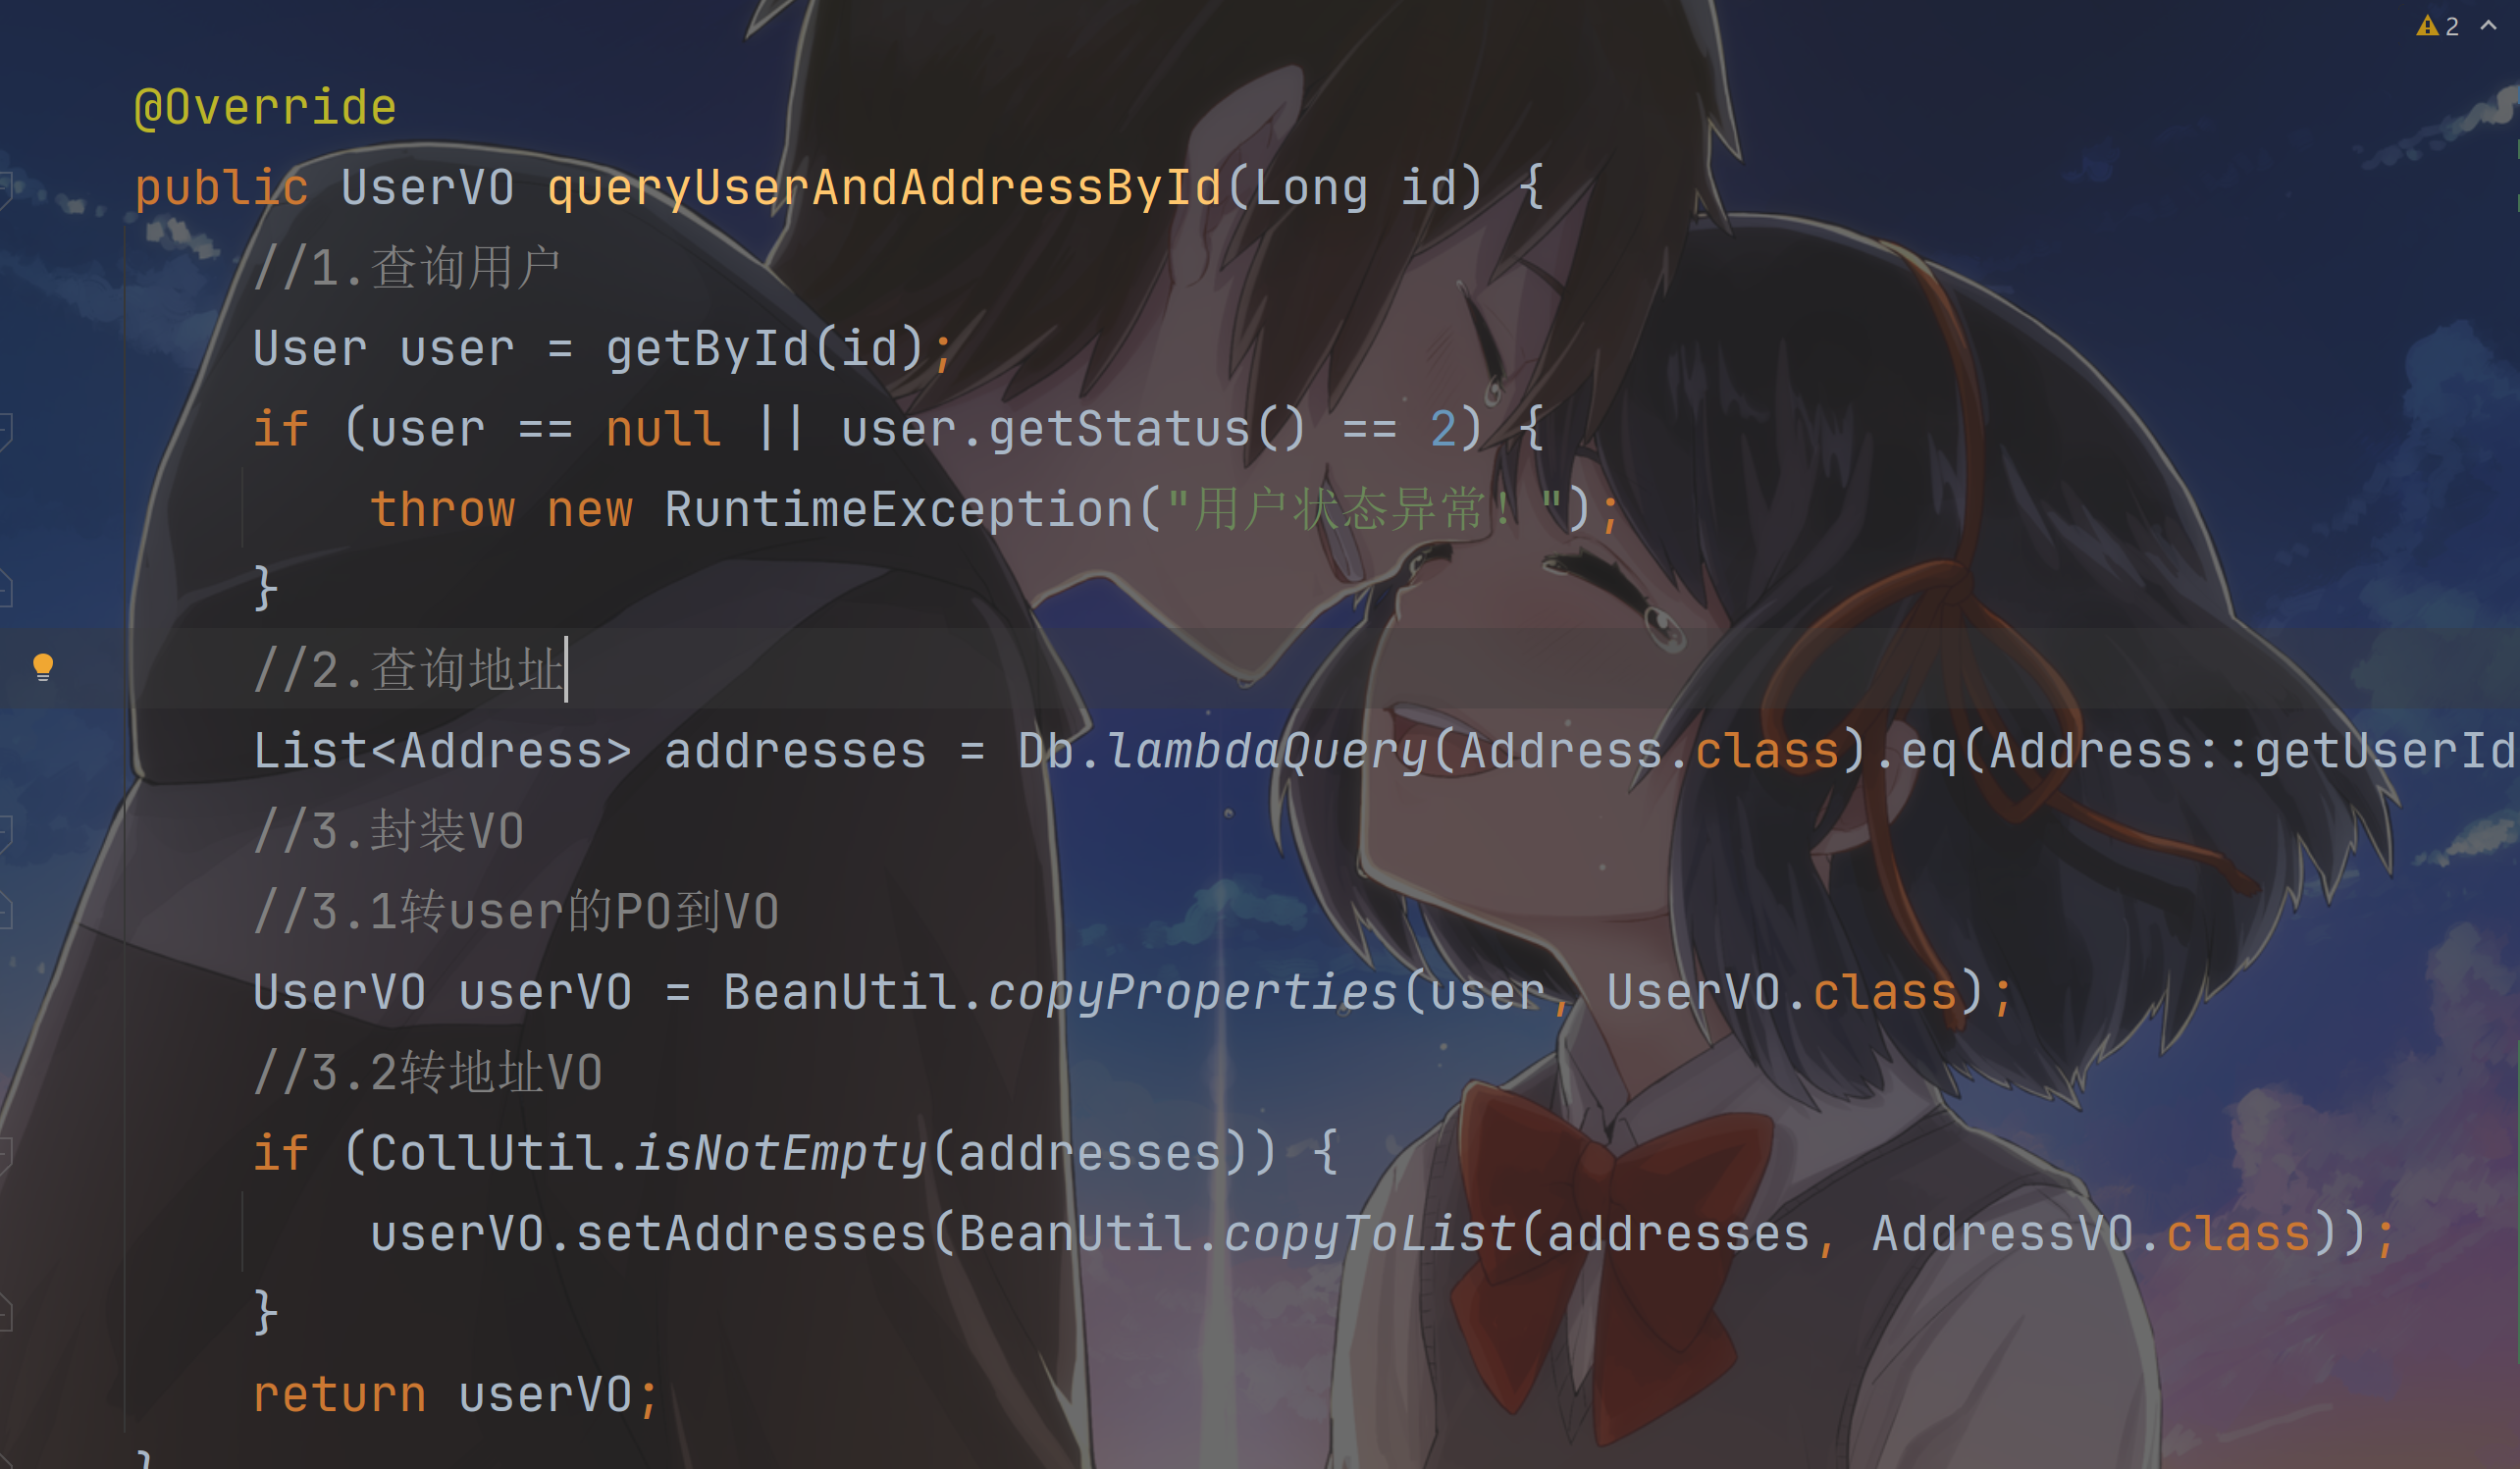 2
@Override
public UserVO queryUserAndAddressById(Long id) {
//1.查询用户
User user = getById(id);
if (user == null || user.getStatus() == 2) {
throw new RuntimeException("用户状态异常！");
}
//2.查询地址
List<Address> addresses = Db.lambdaQuery(Address.class).eq(Address::getUserId
//3.封装VO
//3.1转user的PO到VO
UserVO userVO = BeanUtil.copyProperties(user, UserVO.class);
//3.2转地址VO
if (CollUtil.isNotEmpty(addresses)) {
userVO.setAddresses(BeanUtil.copyToList(addresses, AddressVO.class));
}
return userVO;
}